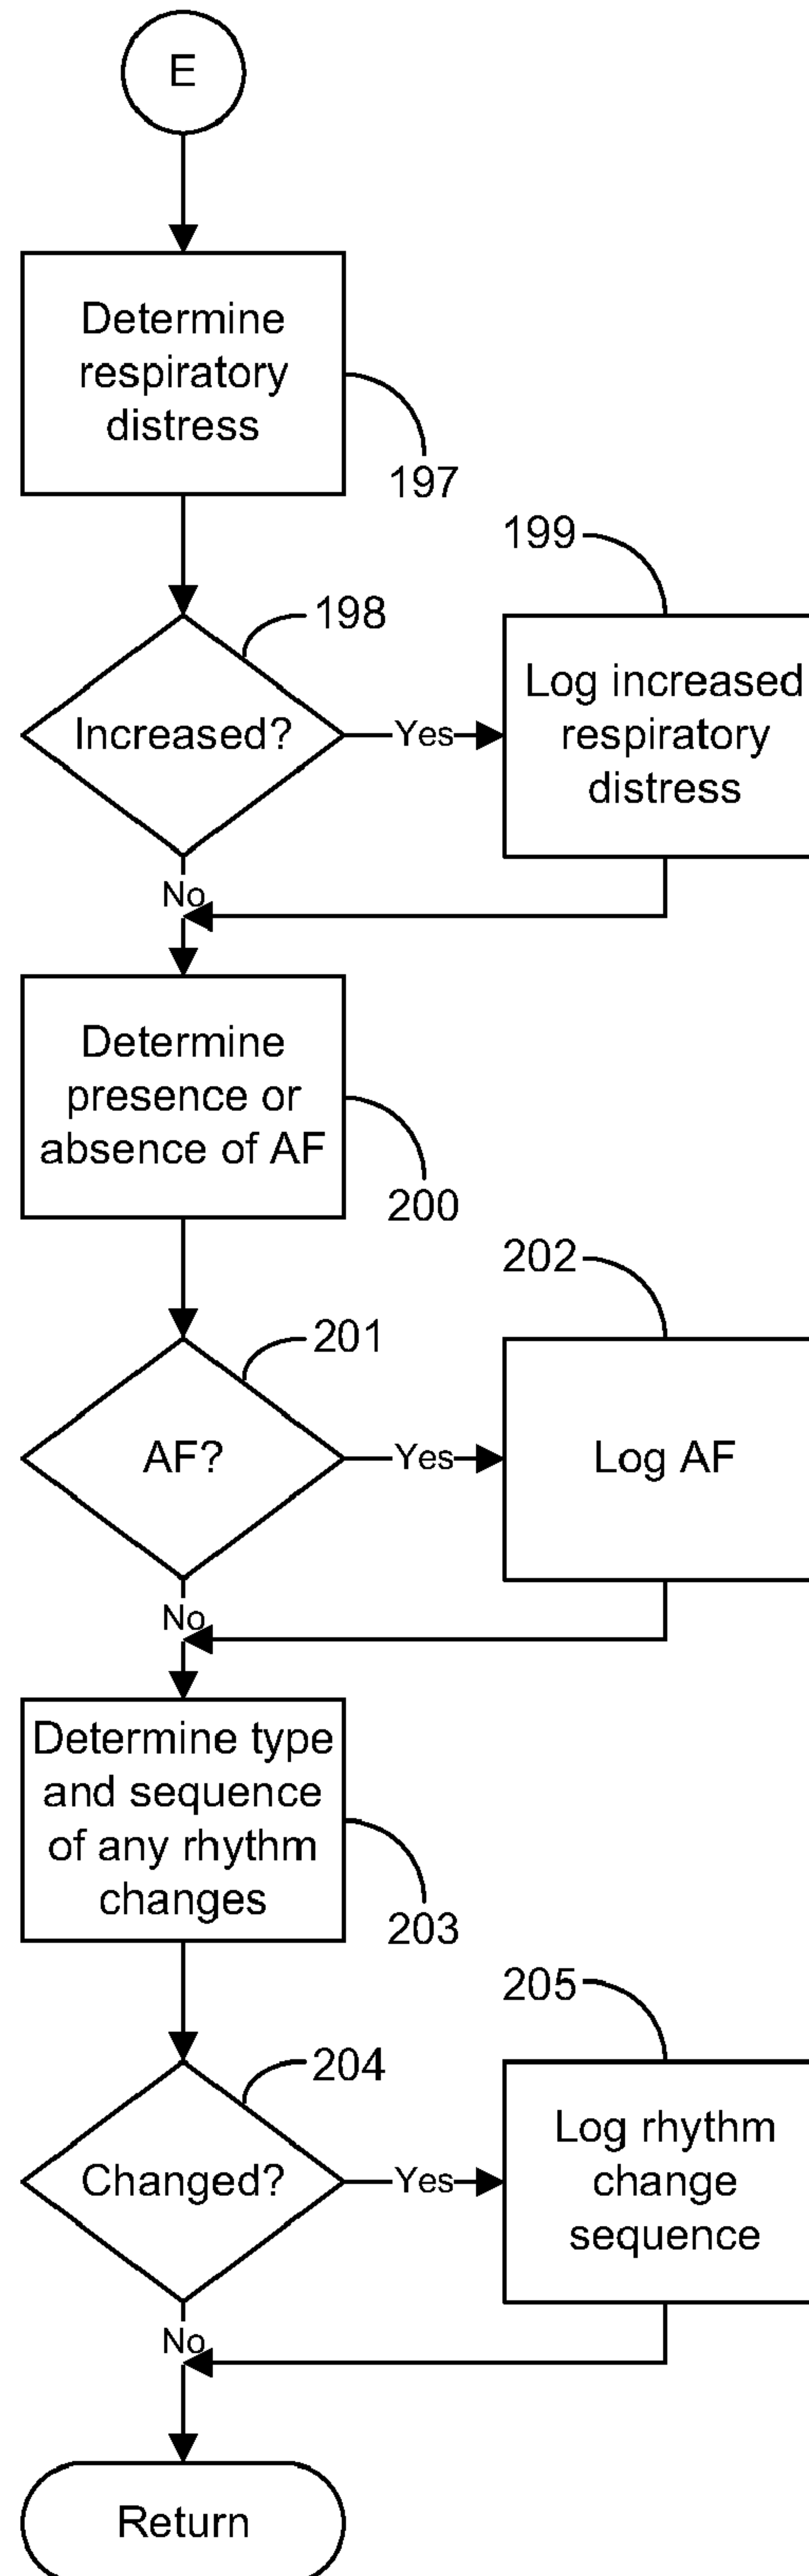 E
Determine
respiratory
distress
197
199
198
Increased?
Yes
Log increased
respiratory
distress
No
Determine
presence or
absence of AF
200
202
201
AF?
Yes
Log AF
No
Determine type
and sequence
of any rhythm
changes
203
205
204
Changed?
Yes
Log rhythm
change
sequence
No
Return